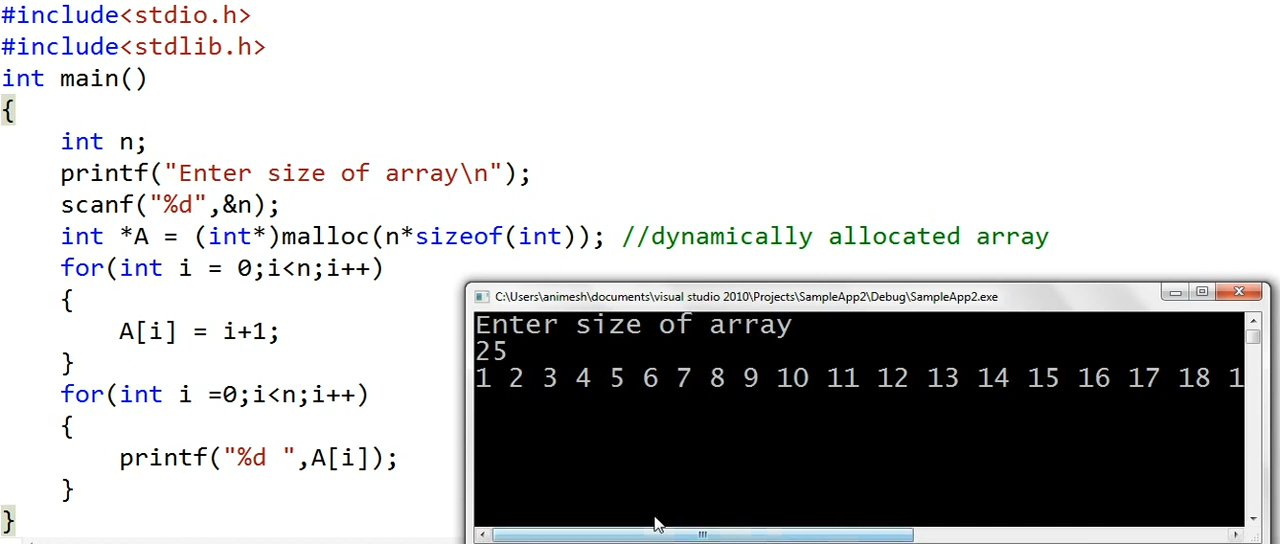 #include<stdio.h>
#include<stdlib.h>
int main()
{
    int n;
    printf("Enter size of array\n");
    scanf("%d",&n);
    int *A = (int*)malloc(n*sizeof(int)); //dynamically allocated array
    for(int i = 0;i<n;i++)
    {
        A[i] = i+1;
    }
    for(int i =0;i<n;i++)
    {
        printf("%d ",A[i]);
    }
}
C:\Users\animesh\documents\visual studio 2010\Projects\SampleApp2\Debug\SampleApp2.exe
Enter size of array
25
1 2 3 4 5 6 7 8 9 10 11 12 13 14 15 16 17 18 1